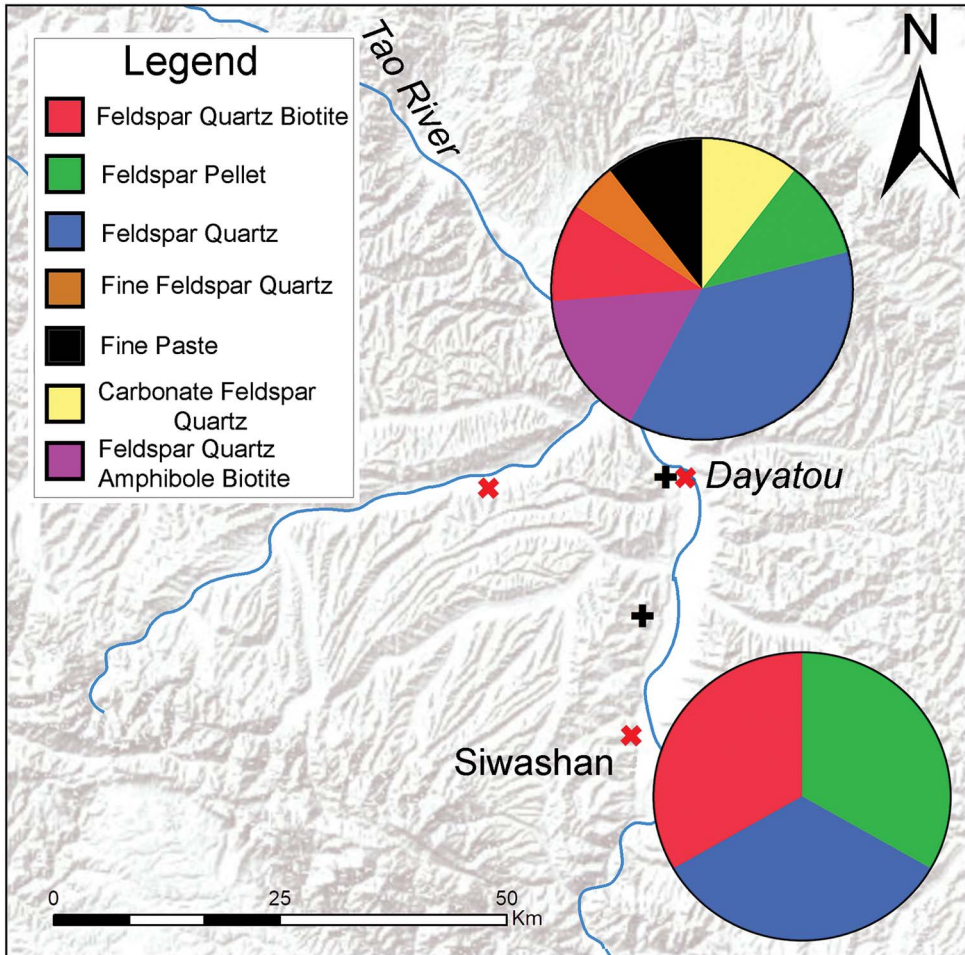 Legend
Feldspar Quartz Biotite
Feldspar Pellet
Feldspar Quartz
Fine Feldspar Quartz
Fine Paste
Carbonate Feldspar
Quartz
Feldspar Quartz
Amphibole Biotite
Tao River
N
Dayatou
Siwashan
0 25 50
Km